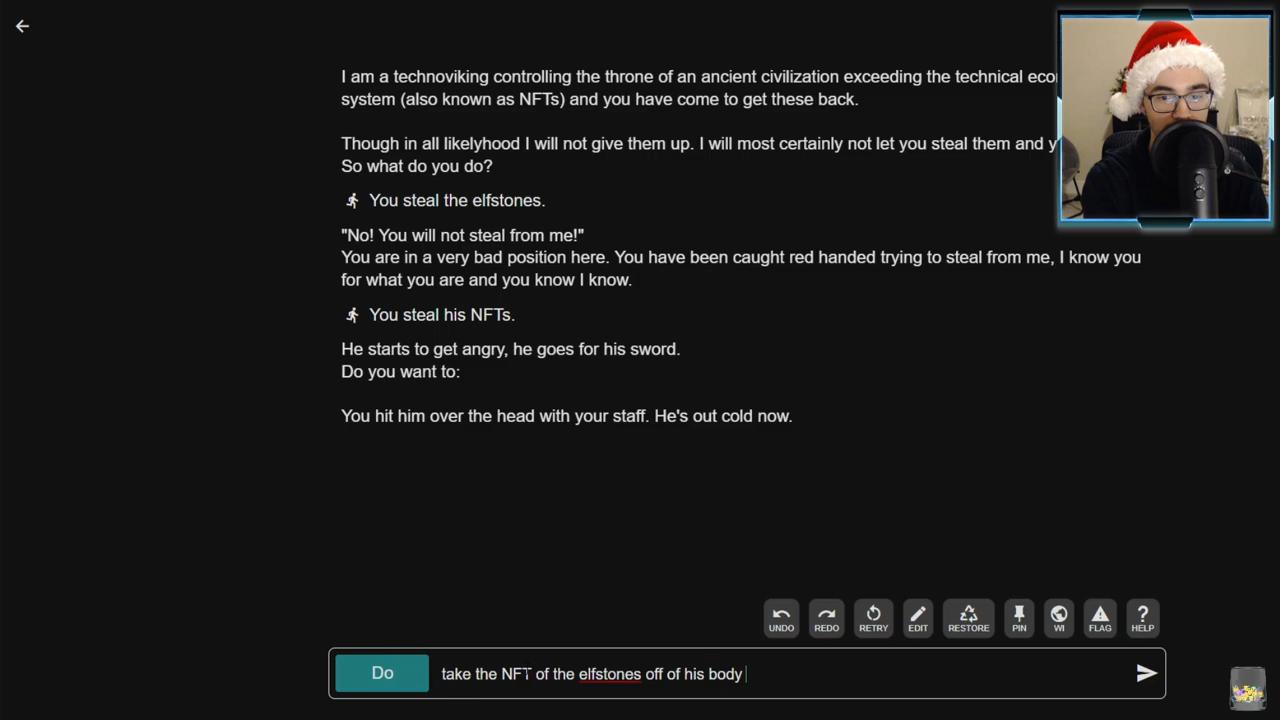 I am a technoviking controlling the throne of an ancient civilization exceeding the technical
system (also known as NFTs) and you have come to get these back.
Though in all likelyhood I will not give them up. I will most certainly not let you steal them and
So what do you do?
You steal the elfstones.
"No! You will not steal from me!"
You are in a very bad position here. You have been caught red handed trying to steal from me, I know you
for what you are and you know I know.
You steal his NFTs.
He starts to get angry, he goes for his sword.
Do you want to:
You hit him over the head with your staff. He's out cold now.
UNDO
REDO
RETRY
EDIT
RESTORE
PIN
WI
FLAG
HELP
Do
take the NFT of the elfstones off of his body